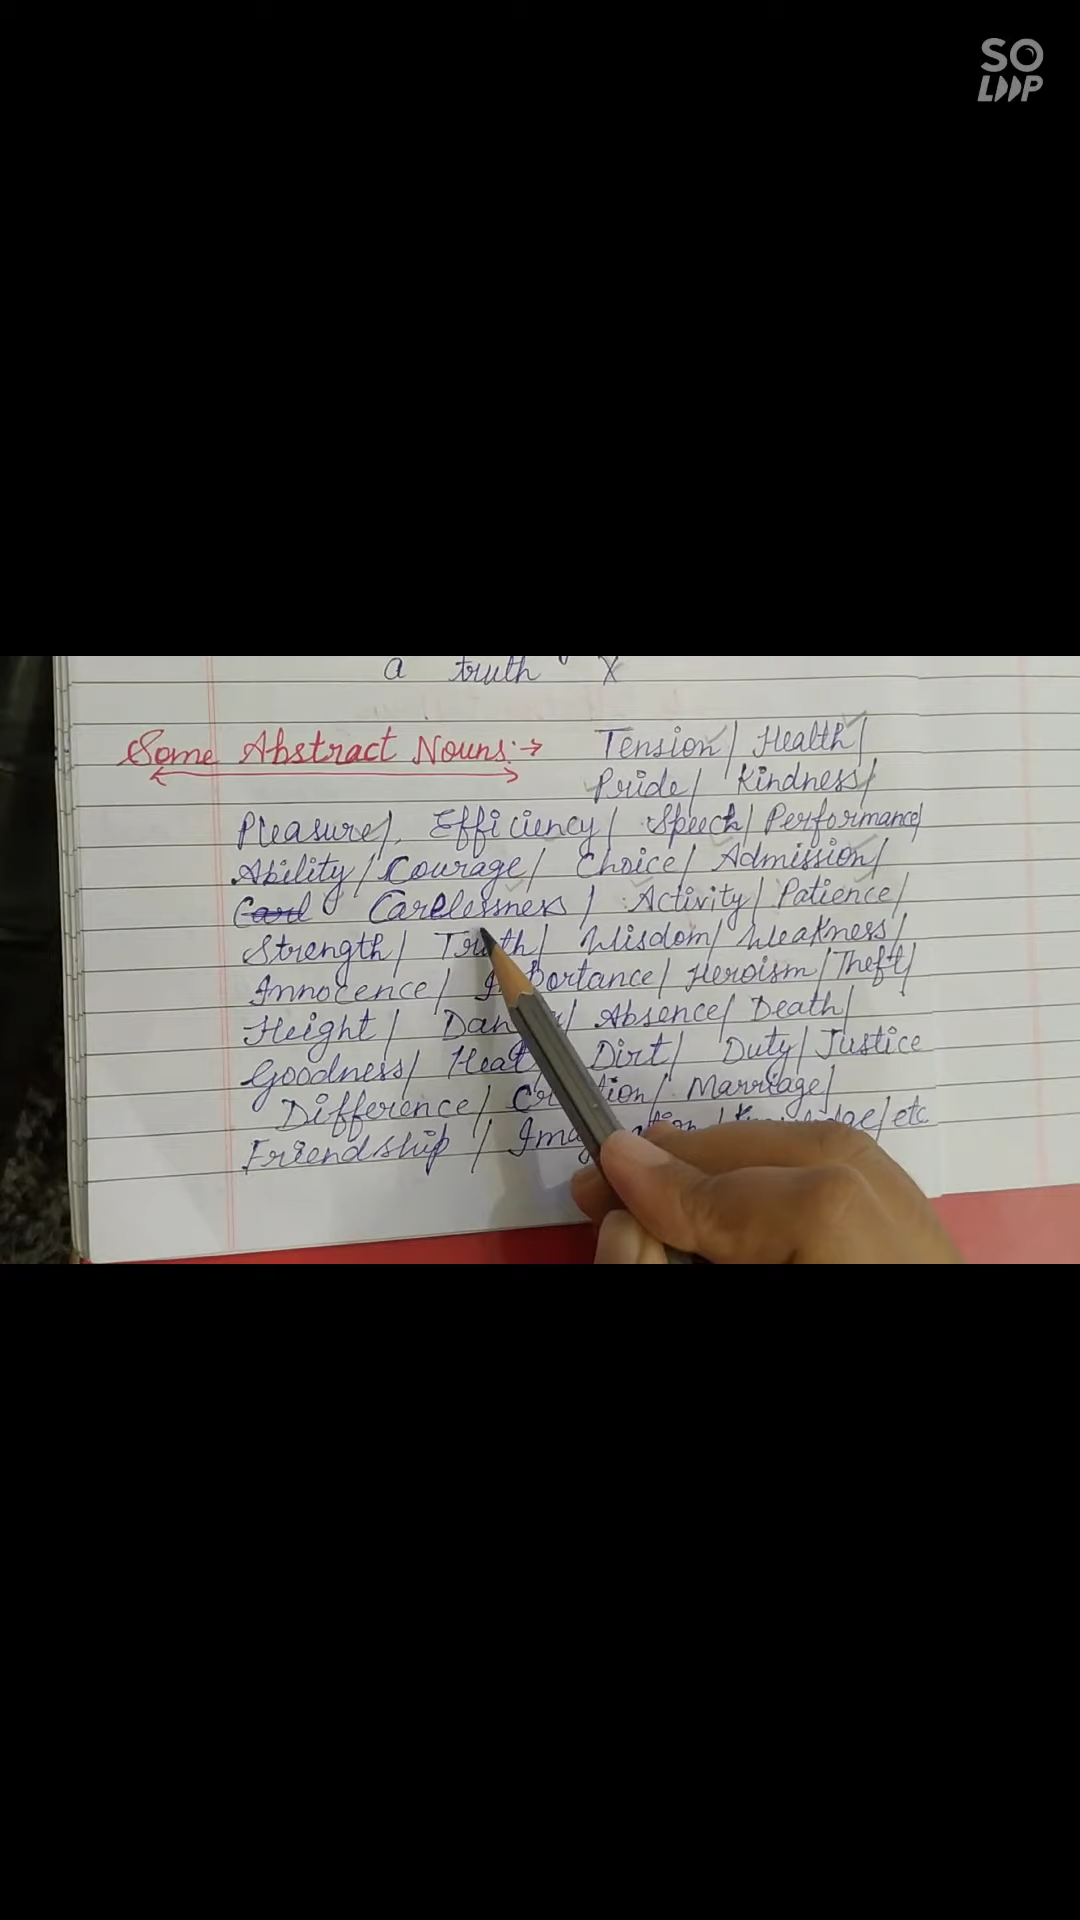 SO
LOOP
a truth X
Some Abstract Nouns:→ Tension / Health /
Pride / Kindness /
Pleasure /, Efficiency / Speech / Performance /
Ability / Courage / Choice / Admission /
Carelessness / Activity / Patience /
Strength / Truth / Wisdom / Weakness /
Innocence / Importance / Heroism / Theft /
Height / Dan / Absence / Death /
Goodness / Heat Dirt / Duty / Justice
Difference / Marriage /
Friendship / / etc